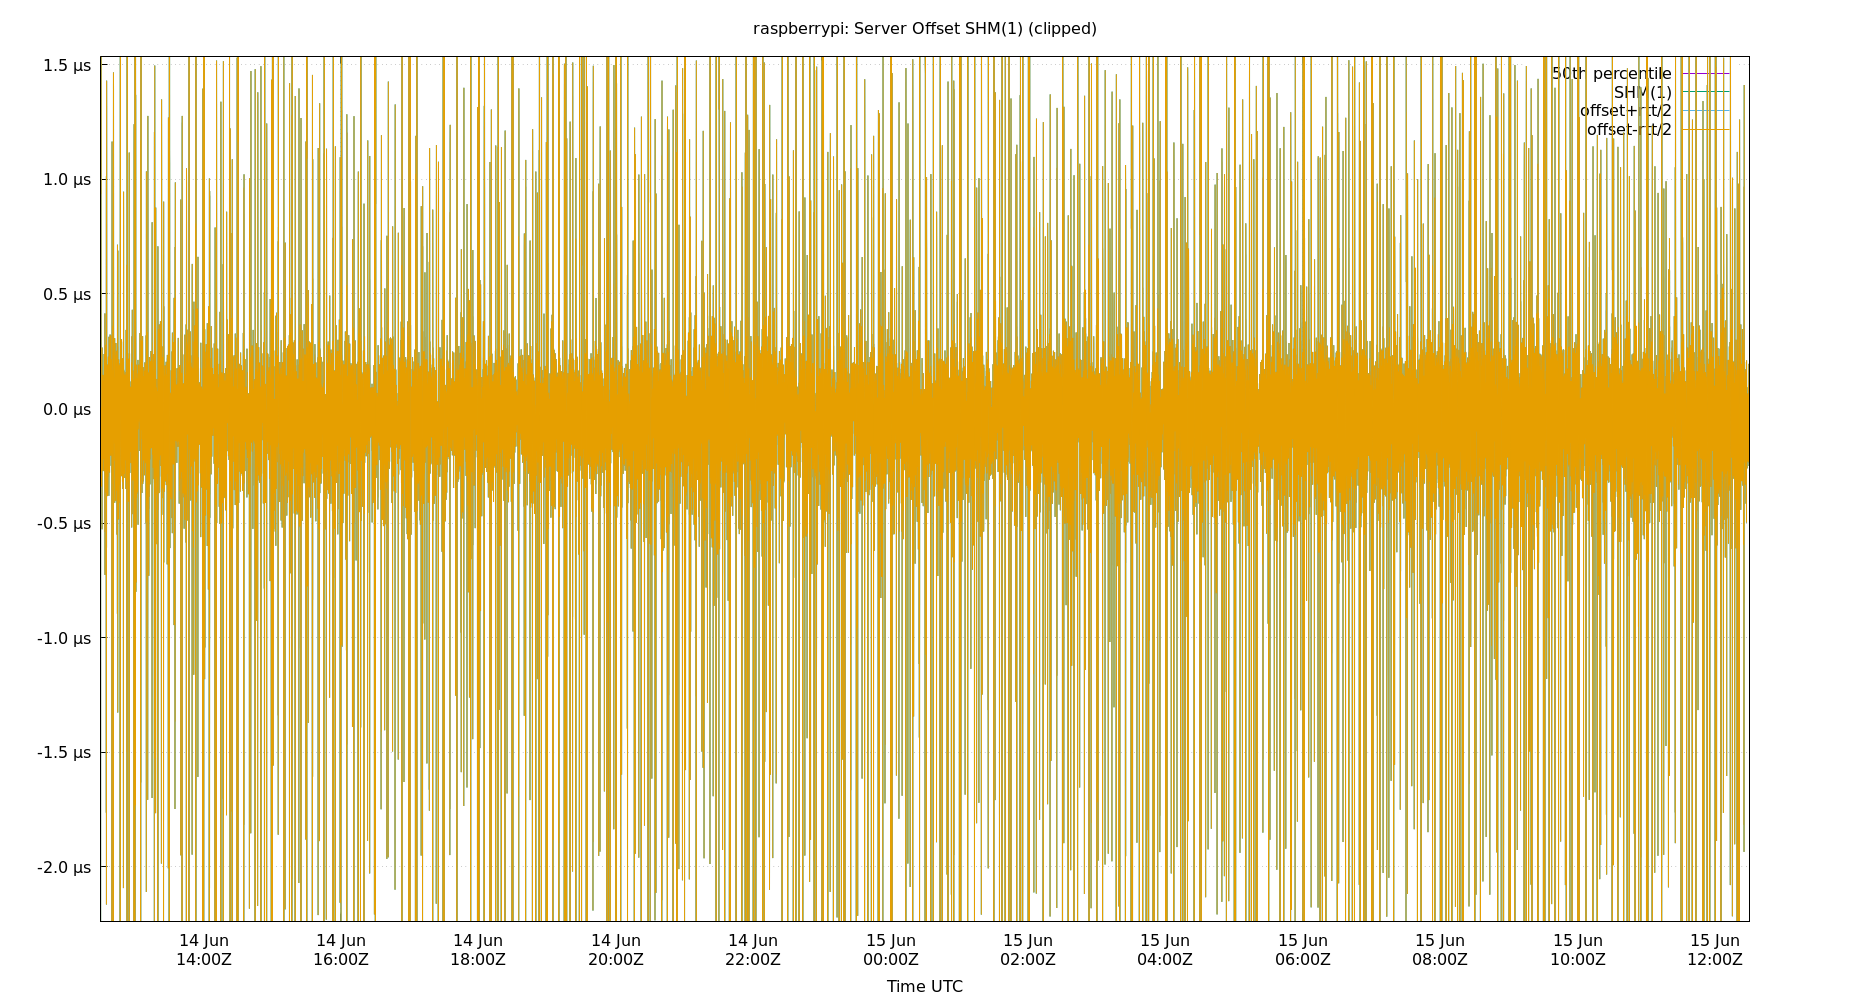 raspberrypi: Server Offset SHM(1) (clipped)
1.5 µs
1.0 µs
0.5 µs
0.0 µs
-0.5 µs
-1.0 µs
-1.5 µs
-2.0 µs
50th percentile
SHM(1)
offset+rtt/2
offset-rtt/2
14 Jun 14 Jun 14 Jun 14 Jun 14 Jun 15 Jun 15 Jun 15 Jun 15 Jun 15 Jun 15 Jun 15 Jun
14:00Z 16:00Z 18:00Z 20:00Z 22:00Z 00:00Z 02:00Z 04:00Z 06:00Z 08:00Z 10:00Z 12:00Z
Time UTC